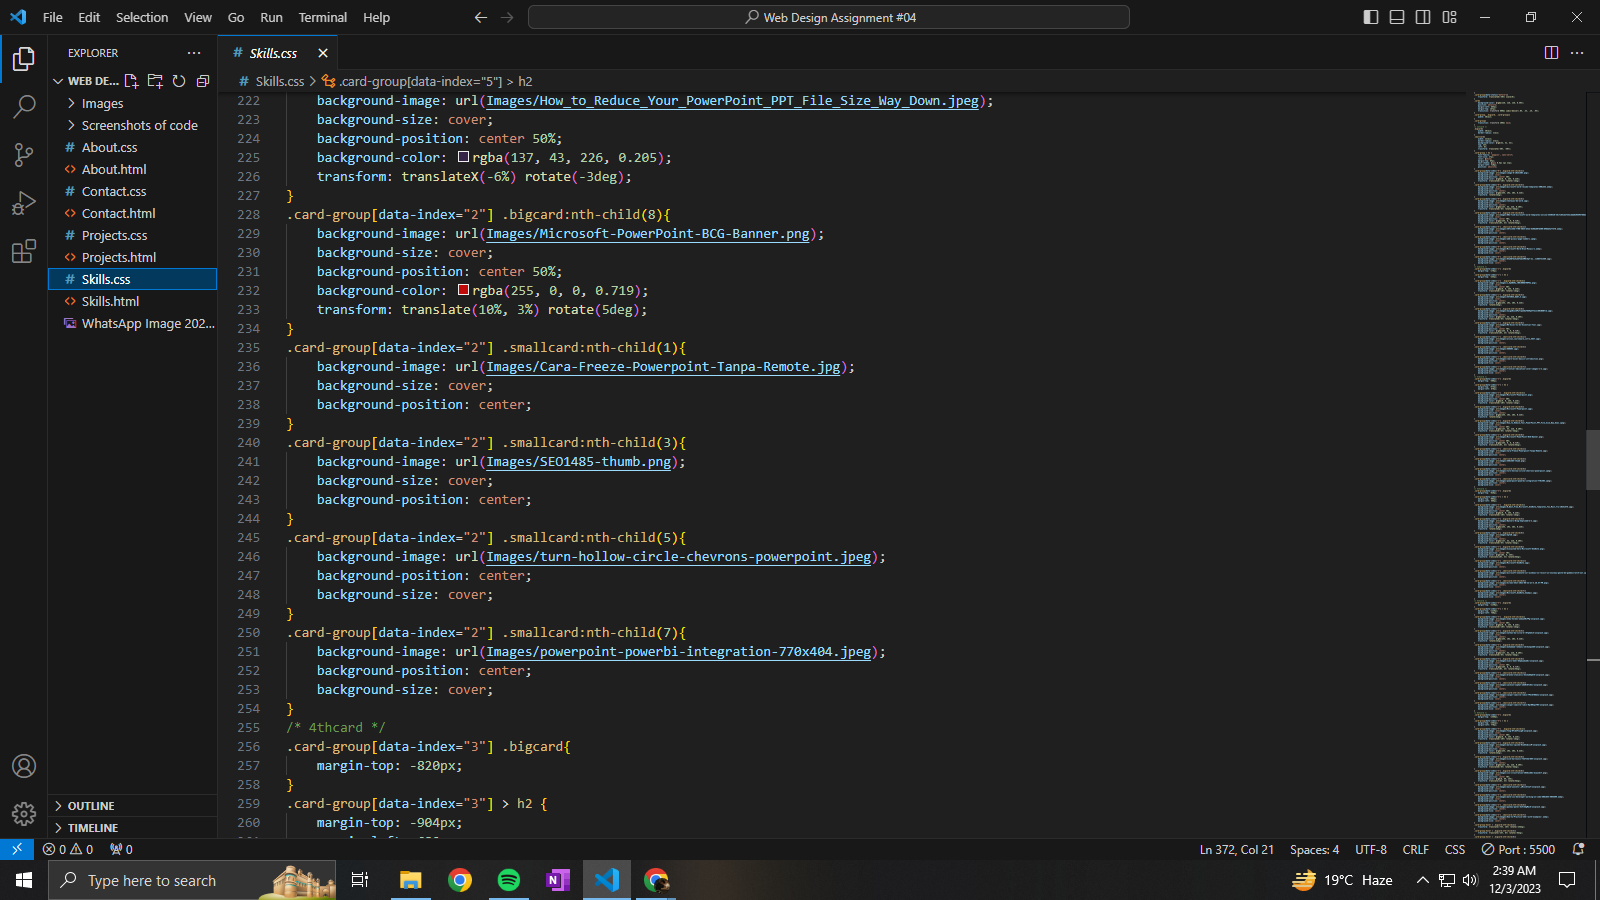 File Edit Selection View Go Run Terminal Help
Web Design Assignment #04
EXPLORER
WEB DE...
Images
Screenshots of code
# About.css
<> About.html
# Contact.css
<> Contact.html
# Projects.css
<> Projects.html
# Skills.css
<> Skills.html
WhatsApp Image 202...
OUTLINE
TIMELINE
# Skills.css
# Skills.css > .card-group[data-index="5"] > h2
222 background-image: url(Images/How_to_Reduce_Your_PowerPoint_PPT_File_Size_Way_Down.jpeg);
223 background-size: cover;
224 background-position: center 50%;
225 background-color: rgba(137, 43, 226, 0.205);
226 transform: translateX(-6%) rotate(-3deg);
227 }
228 .card-group[data-index="2"] .bigcard:nth-child(8){
229 background-image: url(Images/Microsoft-PowerPoint-BCG-Banner.png);
230 background-size: cover;
231 background-position: center 50%;
232 background-color: rgba(255, 0, 0, 0.719);
233 transform: translate(10%, 3%) rotate(5deg);
234 }
235 .card-group[data-index="2"] .smallcard:nth-child(1){
236 background-image: url(Images/Cara-Freeze-Powerpoint-Tanpa-Remote.jpg);
237 background-size: cover;
238 background-position: center;
239 }
240 .card-group[data-index="2"] .smallcard:nth-child(3){
241 background-image: url(Images/SEO1485-thumb.png);
242 background-size: cover;
243 background-position: center;
244 }
245 .card-group[data-index="2"] .smallcard:nth-child(5){
246 background-image: url(Images/turn-hollow-circle-chevrons-powerpoint.jpeg);
247 background-position: center;
248 background-size: cover;
249 }
250 .card-group[data-index="2"] .smallcard:nth-child(7){
251 background-image: url(Images/powerpoint-powerbi-integration-770x404.jpeg);
252 background-position: center;
253 background-size: cover;
254 }
255 /* 4thcard */
256 .card-group[data-index="3"] .bigcard{
257 margin-top: -820px;
258 }
259 .card-group[data-index="3"] > h2 {
260 margin-top: -904px;
0 0 0
Ln 372, Col 21 Spaces: 4 UTF-8 CRLF CSS Port : 5500
Type here to search
19°C Haze
2:39 AM
12/3/2023